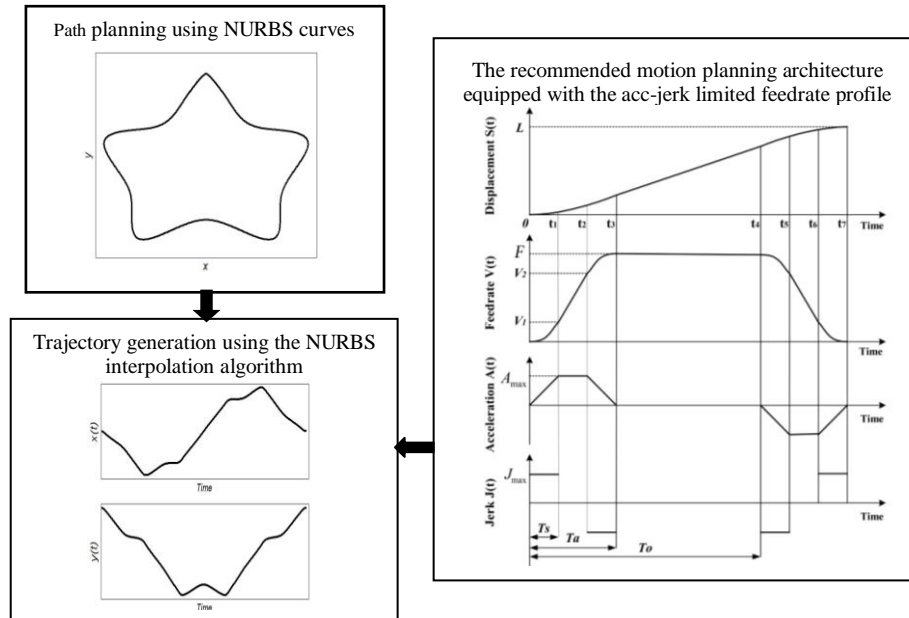 Path planning using NURBS curves
y
x
Trajectory generation using the NURBS
interpolation algorithm
x(t)
Time
y(t)
Time
The recommended motion planning architecture
equipped with the acc-jerk limited feedrate profile
Displacement S(t)
L
0 t1 t2 t3 t4 t5 t6 t7 Time
Feedrate V(t)
F
V2
V1
Time
Acceleration A(t)
Amax
Time
Jerk J(t)
Jmax
Time
Ts
Ta
To